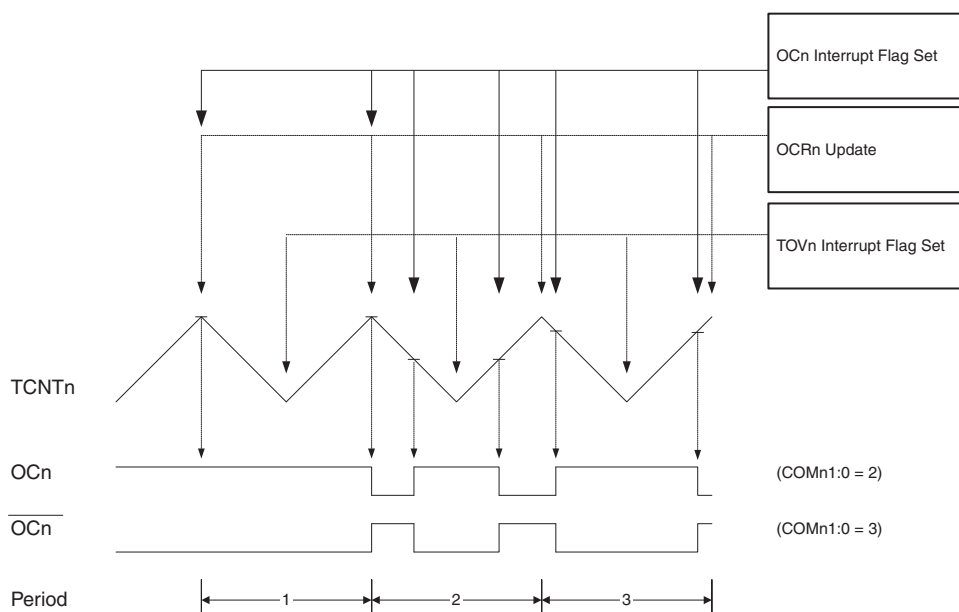 OCn Interrupt Flag Set
OCRn Update
TOVn Interrupt Flag Set
TCNTn
OCn
(COMn1:0 = 2)
OCn
(COMn1:0 = 3)
Period
1
2
3